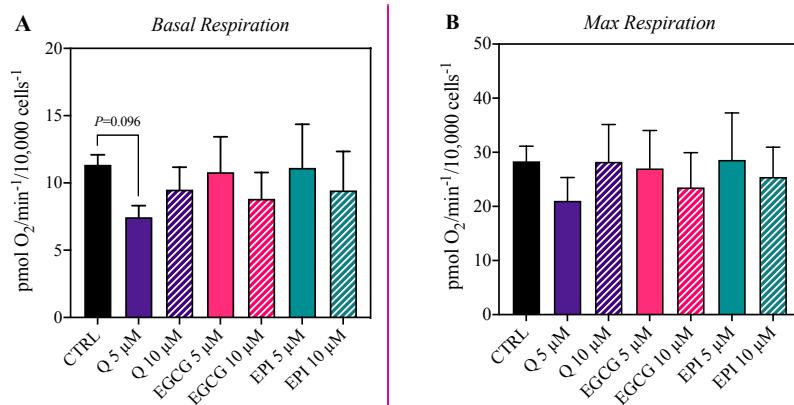 A
Basal Respiration
pmol O₂/min⁻¹/10,000 cells⁻¹
20
15
10
5
0
P=0.096
CTRL
Q 5 µM
Q 10 µM
EGCG 5 µM
EGCG 10 µM
EPI 5 µM
EPI 10 µM
B
Max Respiration
pmol O₂/min⁻¹/10,000 cells⁻¹
50
40
30
20
10
0
CTRL
Q 5 µM
Q 10 µM
EGCG 5 µM
EGCG 10 µM
EPI 5 µM
EPI 10 µM